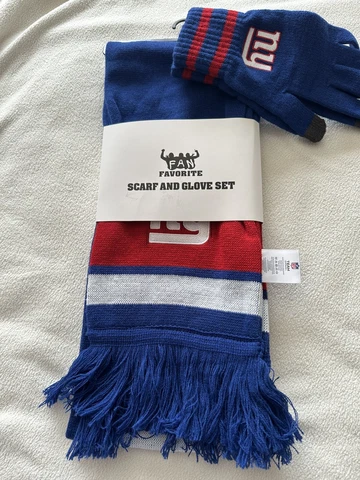 ny
FAN
FAVORITE
SCARF AND GLOVE SET
ny